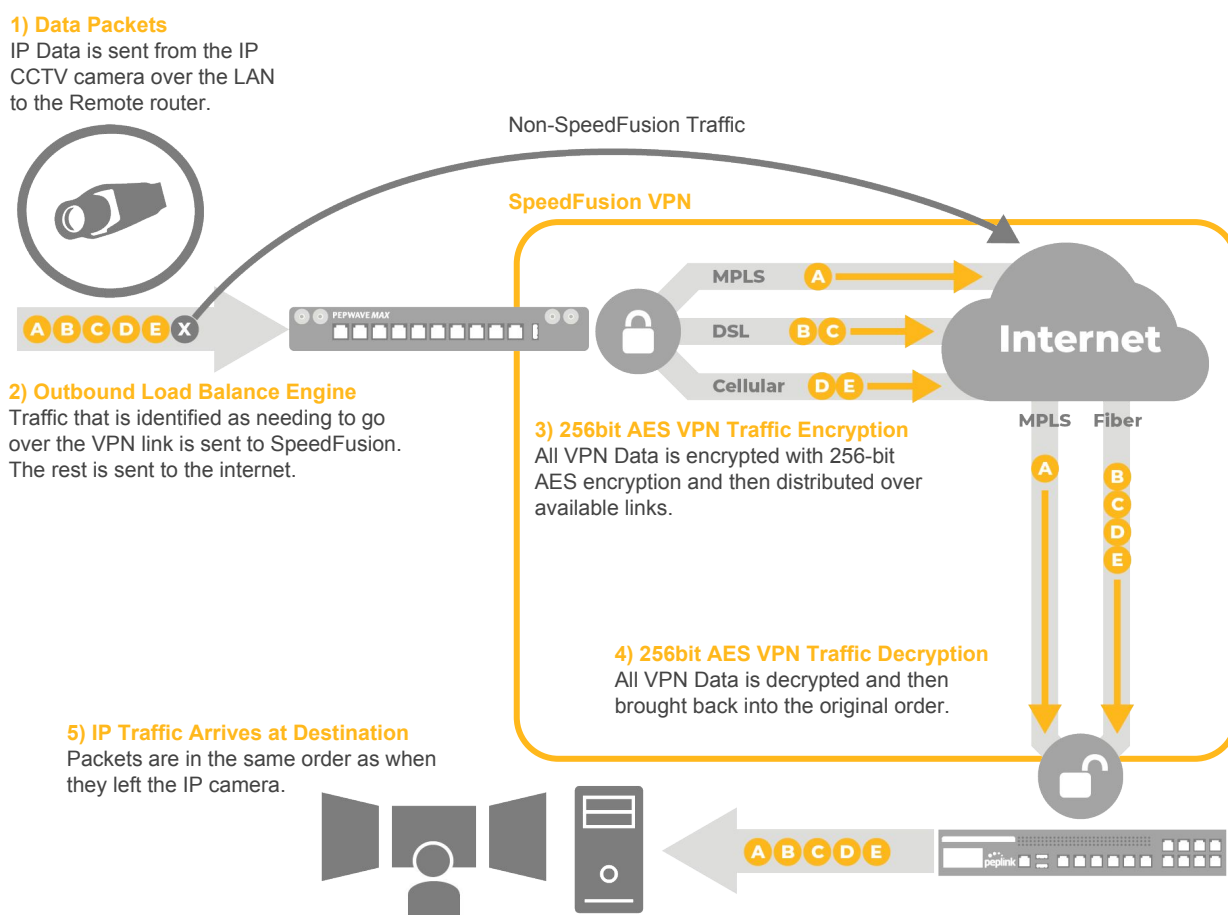 1) Data Packets
IP Data is sent from the IP
CCTV camera over the LAN
to the Remote router.
Non-SpeedFusion Traffic
SpeedFusion VPN
A B C D E X
PEPWAVE MAX
MPLS A
DSL B C
Cellular D E
Internet
2) Outbound Load Balance Engine
Traffic that is identified as needing to go
over the VPN link is sent to SpeedFusion.
The rest is sent to the internet.
3) 256bit AES VPN Traffic Encryption
All VPN Data is encrypted with 256-bit
AES encryption and then distributed over
available links.
MPLS Fiber
A
B
C
D
E
4) 256bit AES VPN Traffic Decryption
All VPN Data is decrypted and then
brought back into the original order.
5) IP Traffic Arrives at Destination
Packets are in the same order as when
they left the IP camera.
A B C D E
peplink